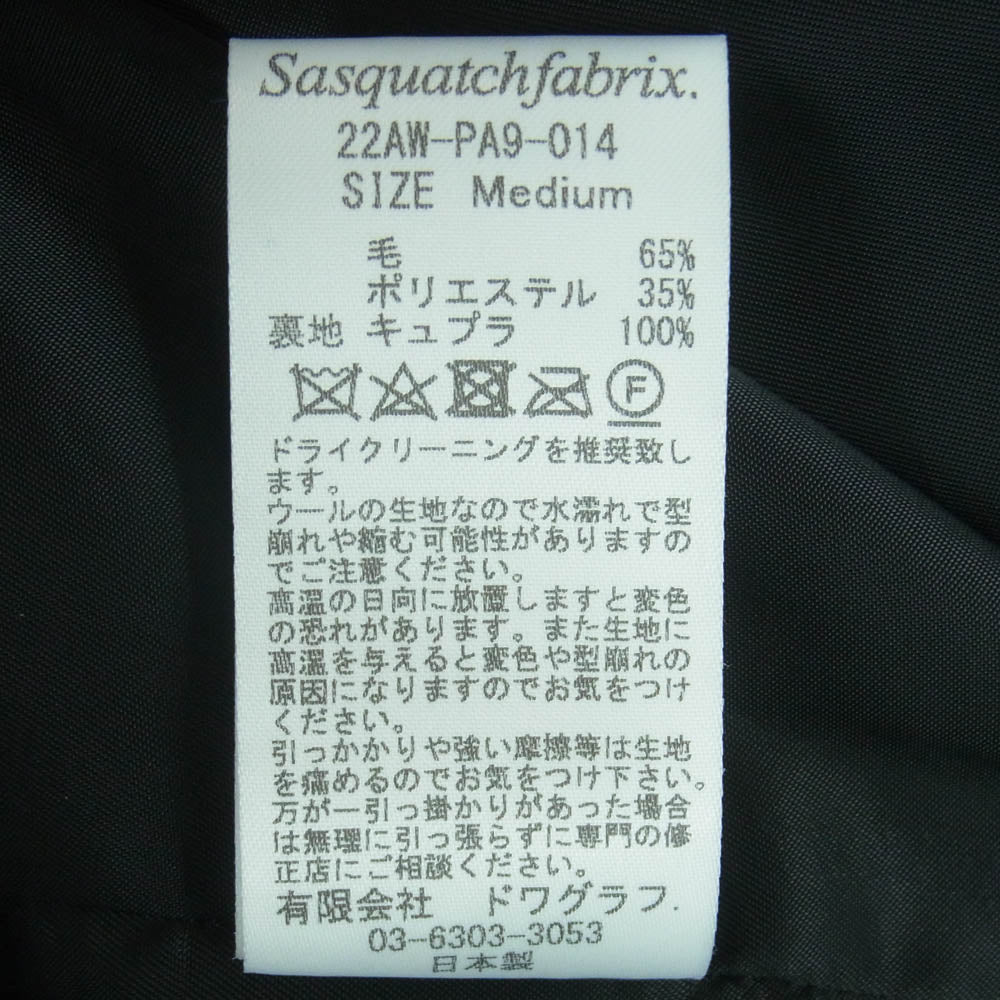 Sasquatchfabrix.
22AW-PA9-014
SIZE Medium
毛 65%
ポリエステル 35%
裏地 キュプラ 100%
F
ドライクリーニングを推奨致し
ます。
ウールの生地なので水濡れで型
崩れや縮む可能性がありますの
でご注意ください。
高温の日向に放置しますと変色
の恐れがあります。また生地に
高温を与えると変色や型崩れの
原因になりますのでお気をつけ
ください。
引っかかりや強い摩擦等は生地
を痛めるのでお気をつけ下さい。
万が一引っ掛かりがあった場合
は無理に引っ張らずに専門の修
正店にご相談ください。
有限会社 ドワグラフ.
03-6303-3053
日本製